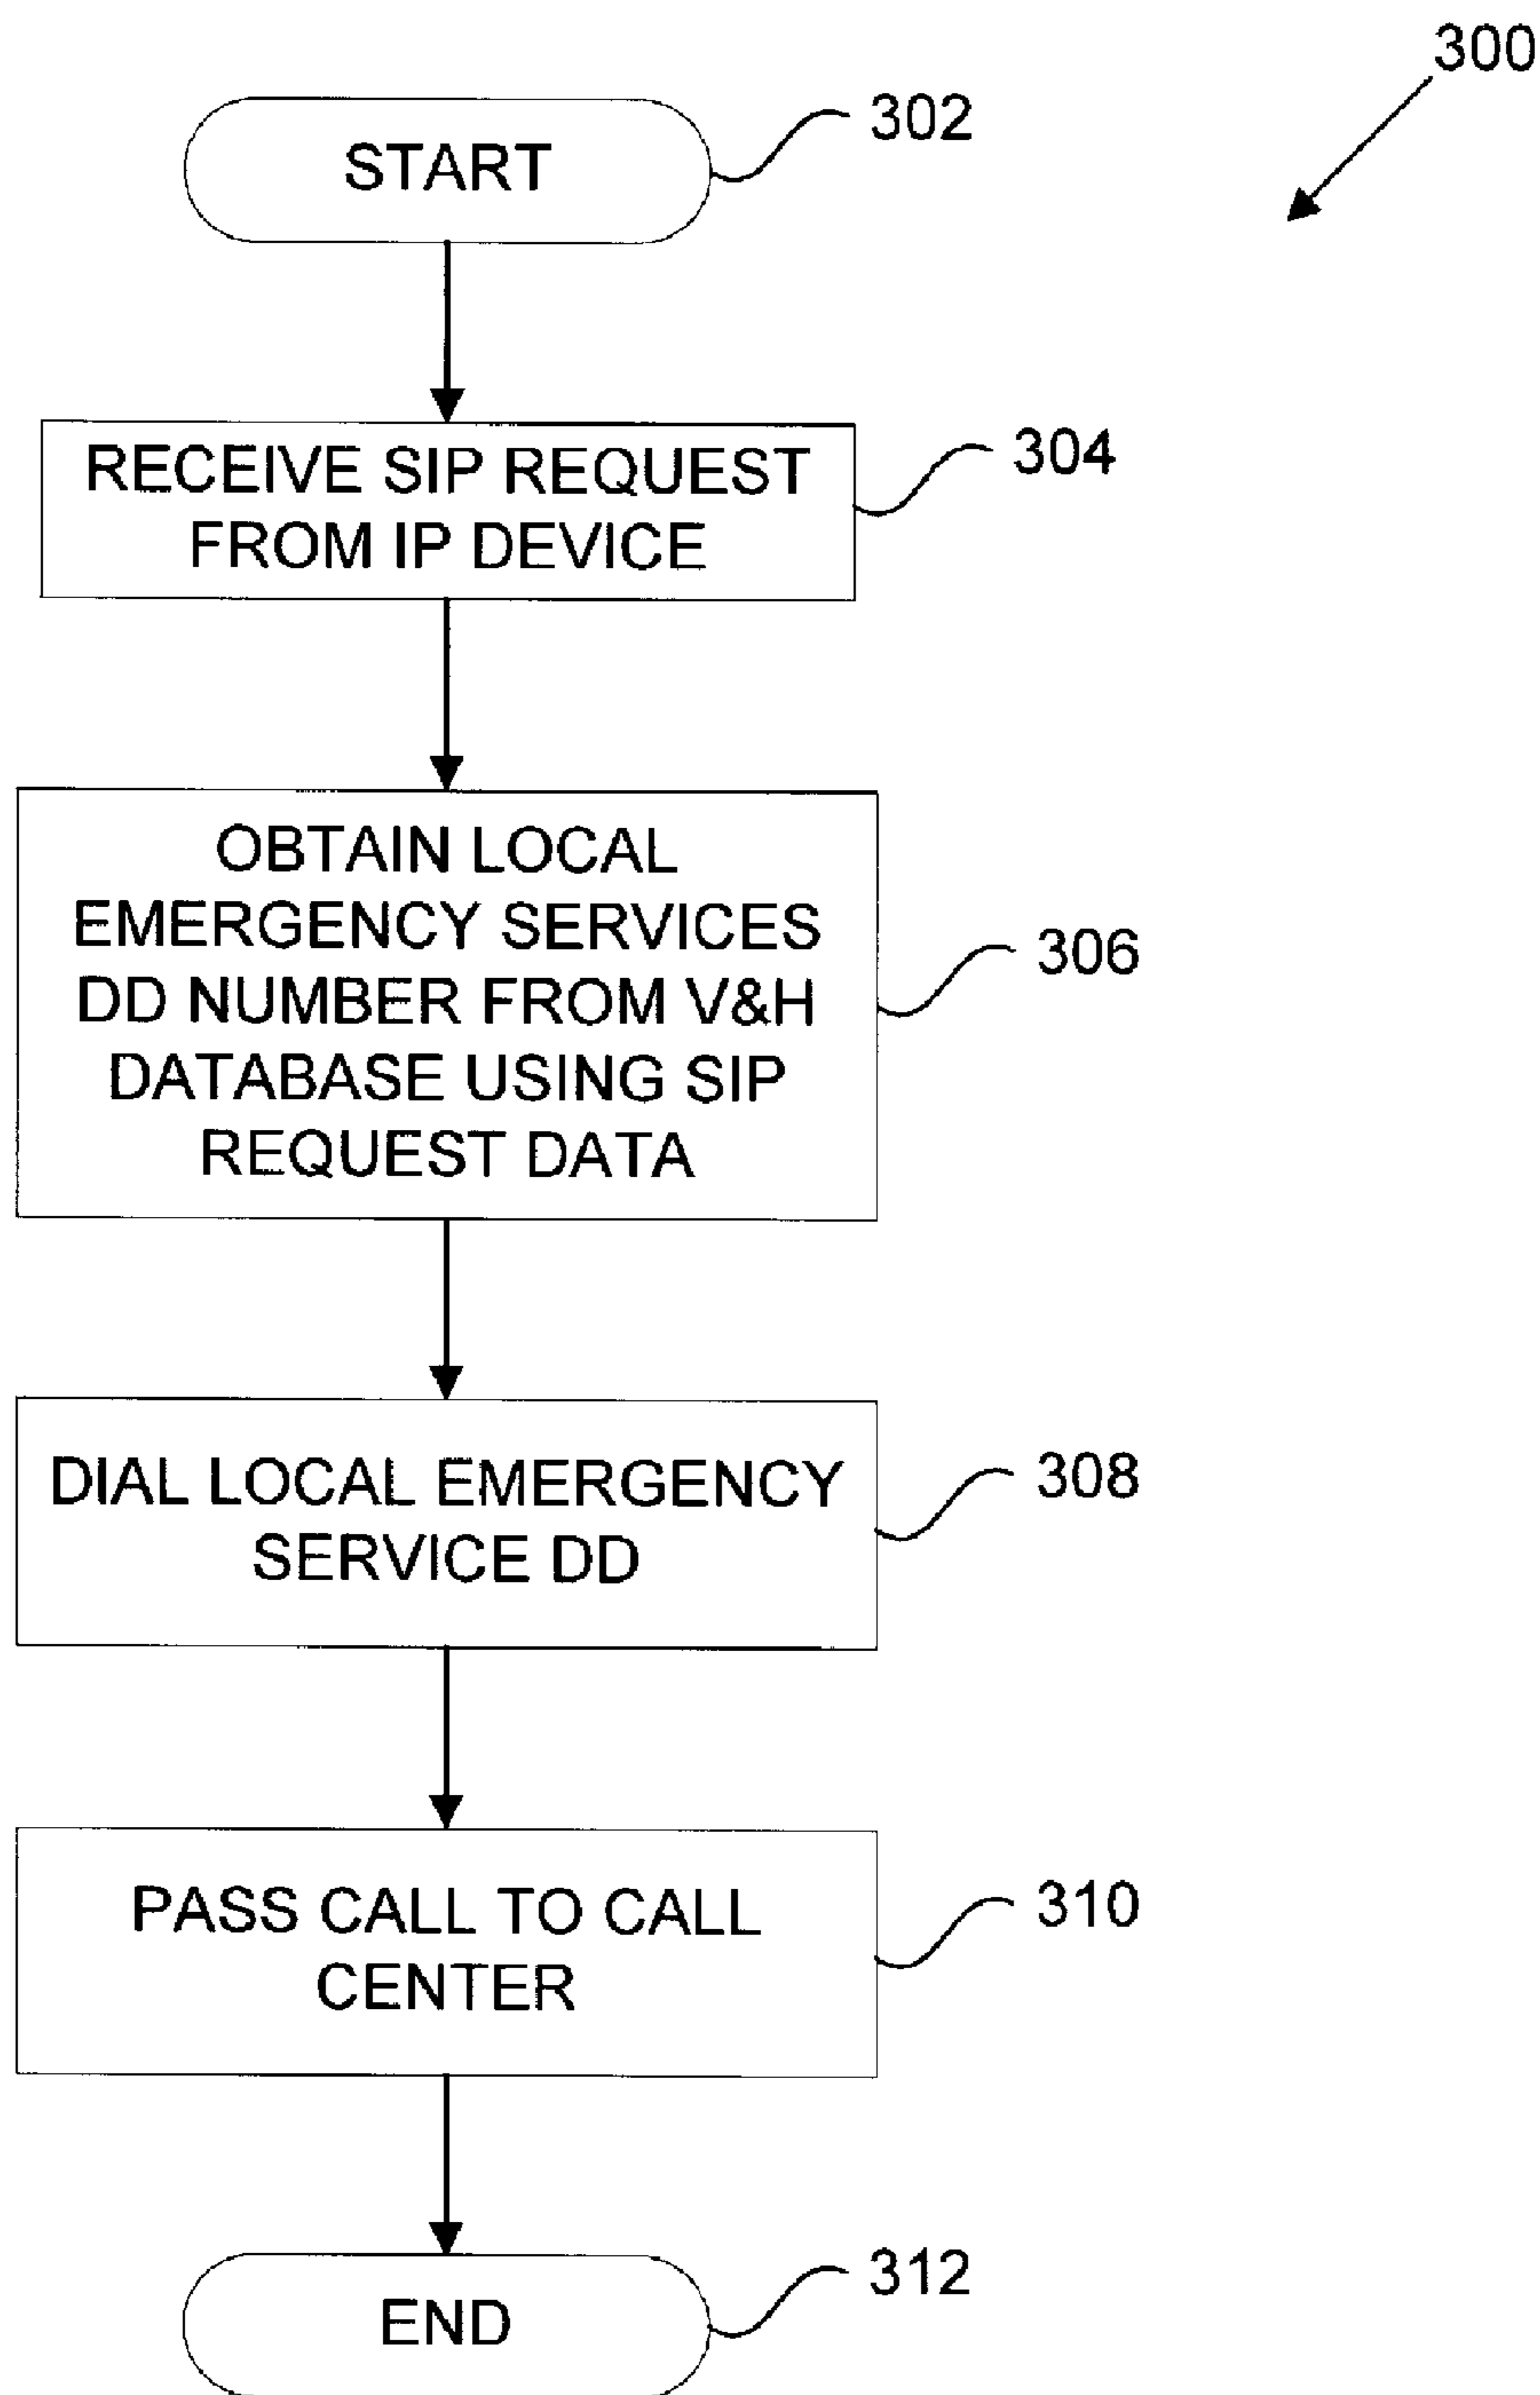 300
START
302
RECEIVE SIP REQUEST
FROM IP DEVICE
304
OBTAIN LOCAL
EMERGENCY SERVICES
DD NUMBER FROM V&H
DATABASE USING SIP
REQUEST DATA
306
DIAL LOCAL EMERGENCY
SERVICE DD
308
PASS CALL TO CALL
CENTER
310
END
312